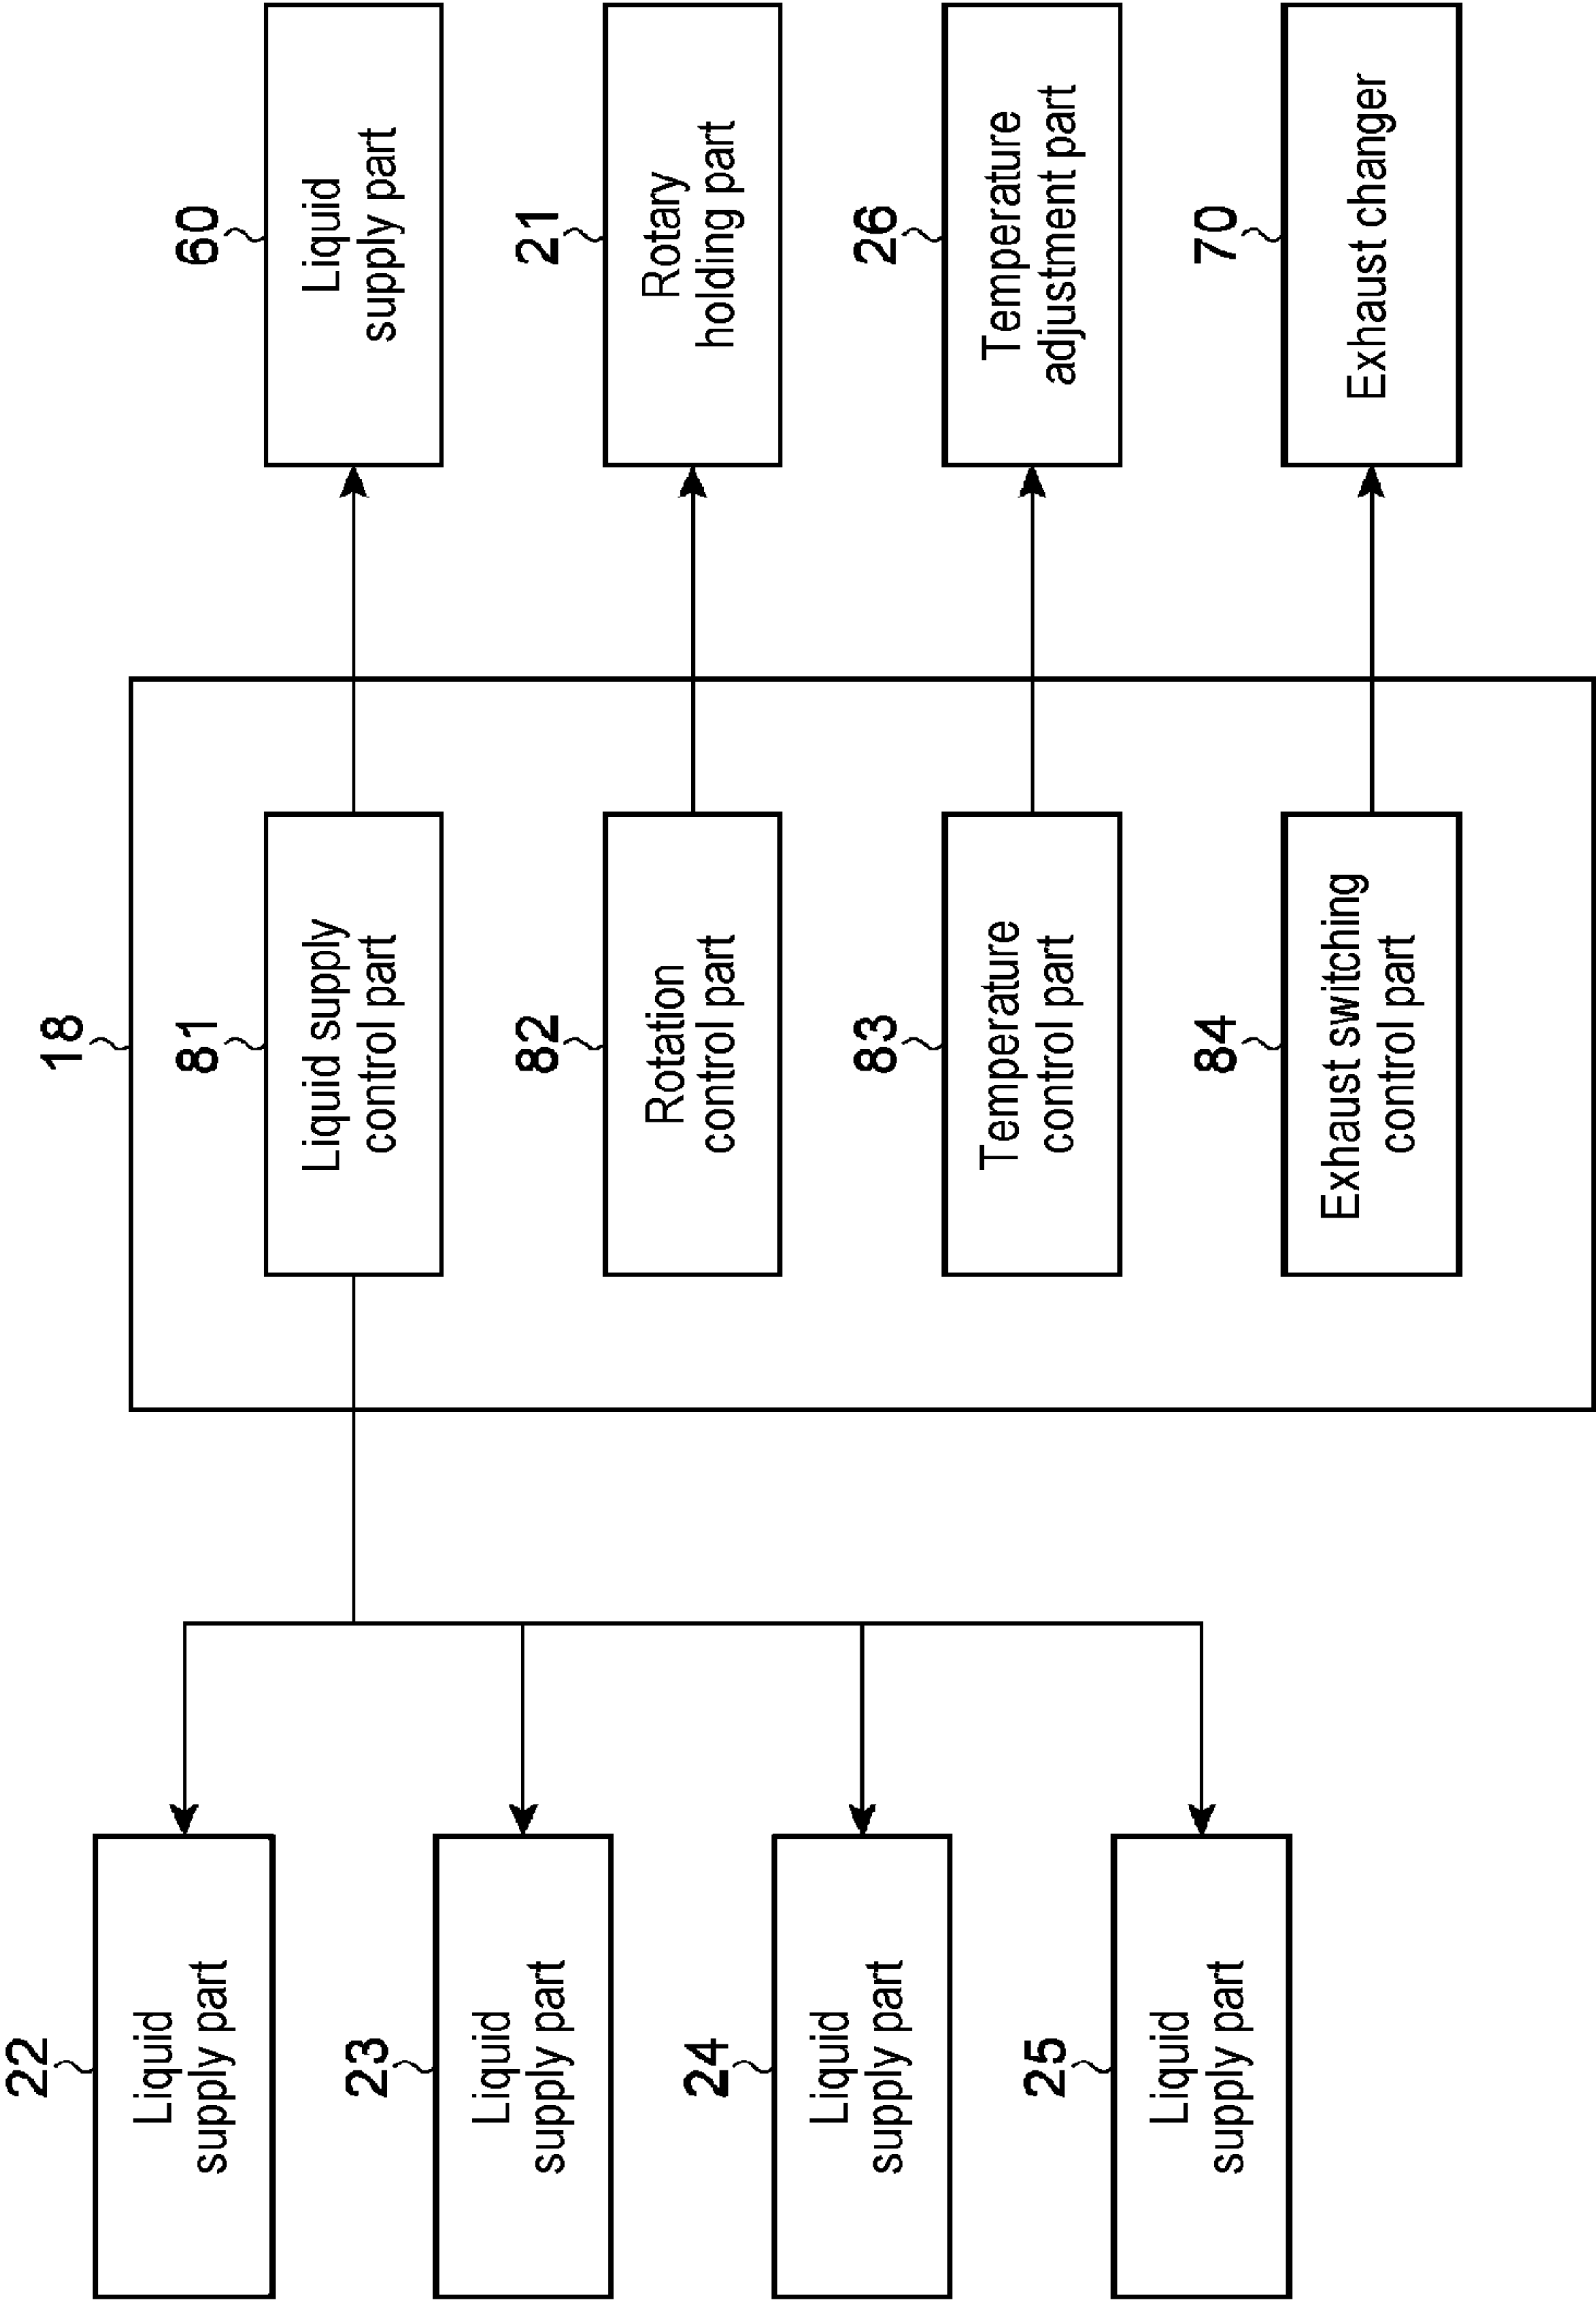 22
Liquid
supply part
23
Liquid
supply part
24
Liquid
supply part
25
Liquid
supply part
18
81
Liquid supply
control part
82
Rotation
control part
83
Temperature
control part
84
Exhaust switching
control part
60
Liquid
supply part
21
Rotary
holding part
26
Temperature
adjustment part
70
Exhaust changer